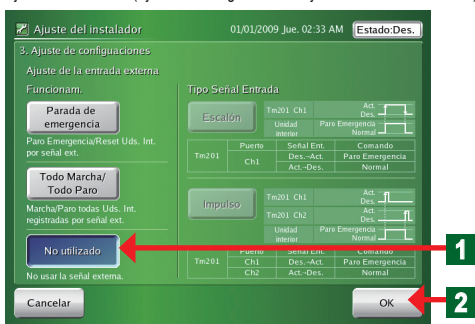 Ajuste del instalador 01/01/2009 Jue. 02:33 AM Estado:Des.
3. Ajuste de configuaciones
Ajuste de la entrada externa
Funcionam. Tipo Señal Entrada
Parada de
emergencia
Paro Emergencia/Reset Uds. Int.
por señal ext.
Escalón
Tm201 Ch1 Act.
Des.
Unidad
interior Paro Emergencia
Normal
Puerto Señal Ent. Comando
Tm201 Ch1 Des.→Act. Paro Emergencia
Act.→Des. Normal
Todo Marcha/
Todo Paro
Marcha/Paro todas Uds. Int.
registradas por señal ext.
Impulso
Tm201 Ch1 Act.
Des.
Tm201 Ch2 Act.
Des.
Unidad
interior Paro Emergencia
Normal
Puerto Señal Ent. Comando
Tm201 Ch1 Des.→Act. Paro Emergencia
Ch2 Act.→Des. Normal
No utilizado
No usar la señal externa.
1
Cancelar OK
2